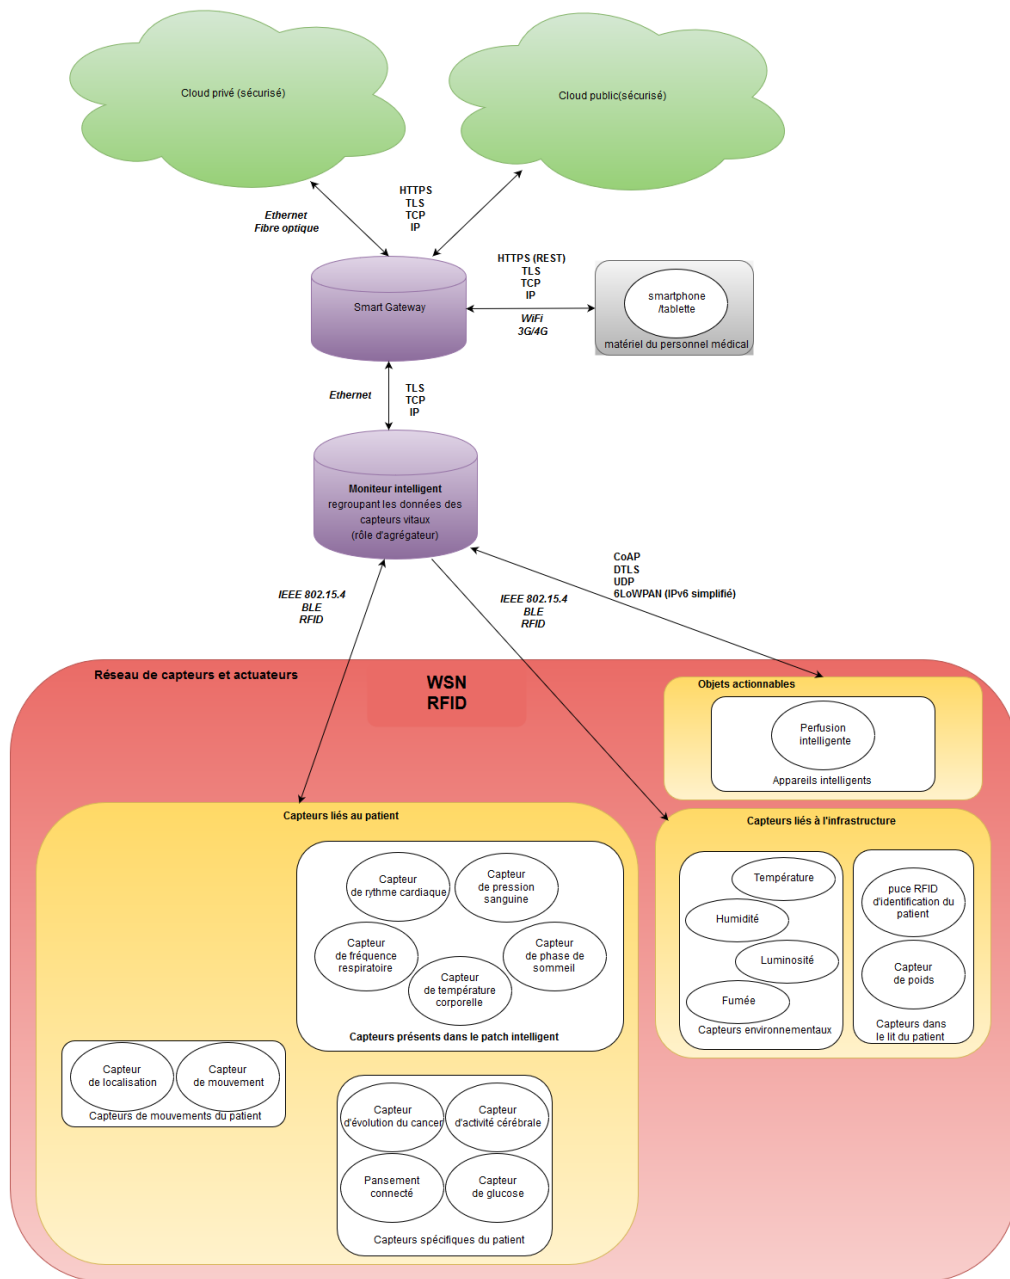 Cloud privé (sécurisé)
Cloud public(sécurisé)
Ethernet
Fibre optique
HTTPS
TLS
TCP
IP
Smart Gateway
HTTPS (REST)
TLS
TCP
IP
WiFi
3G/4G
smartphone
/tablette
matériel du personnel médical
Ethernet
TLS
TCP
IP
Moniteur intelligent
regroupant les données des
capteurs vitaux
(rôle d'agrégateur)
CoAP
DTLS
UDP
6LoWPAN (IPv6 simplifié)
IEEE 802.15.4
BLE
RFID
IEEE 802.15.4
BLE
RFID
Réseau de capteurs et actuateurs
WSN
RFID
Objets actionnables
Perfusion
intelligente
Appareils intelligents
Capteurs liés au patient
Capteur
de rythme cardiaque
Capteur
de pression
sanguine
Capteur
de fréquence
respiratoire
Capteur
de phase de
sommeil
Capteur
de température
corporelle
Capteurs présents dans le patch intelligent
Capteur
de localisation
Capteur
de mouvement
Capteurs de mouvements du patient
Capteur
d'évolution du cancer
Capteur
d'activité cérébrale
Pansement
connecté
Capteur
de glucose
Capteurs spécifiques du patient
Capteurs liés à l'infrastructure
Température
Humidité
Luminosité
Fumée
Capteurs environmentaux
puce RFID
d'identification du
patient
Capteur
de poids
Capteurs dans
le lit du patient